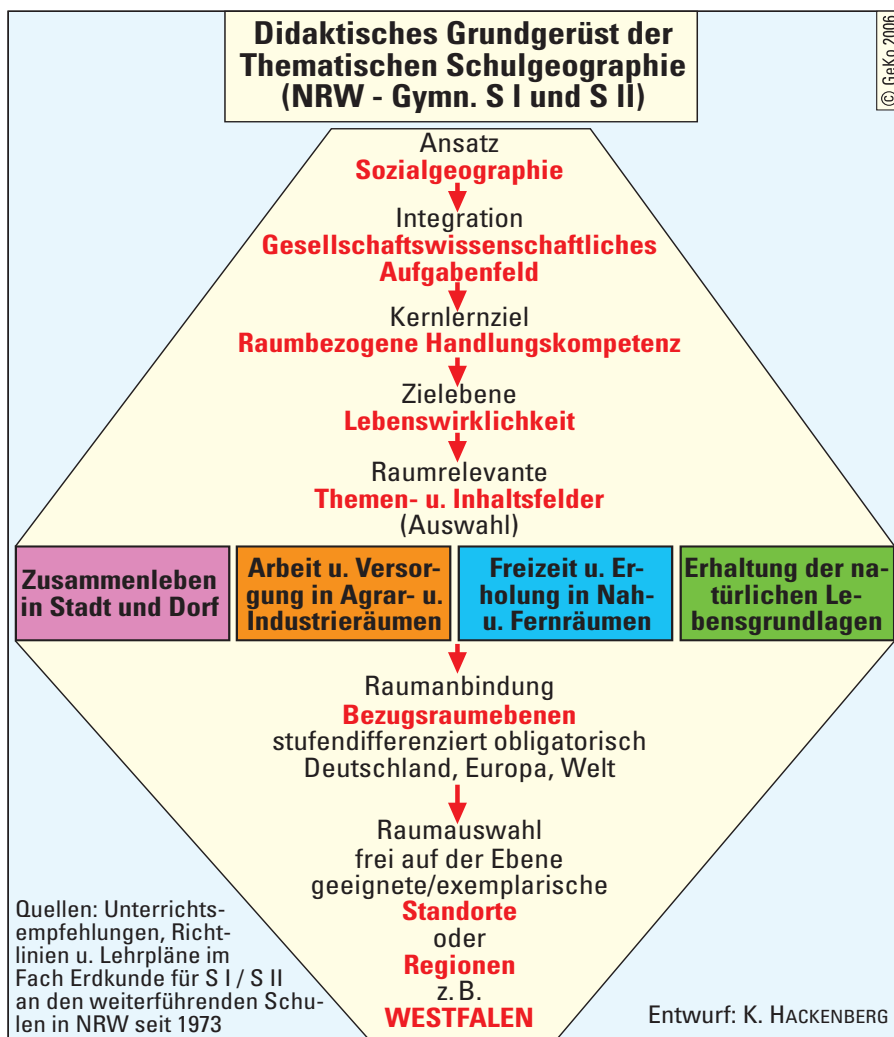 Didaktisches Grundgerüst der
Thematischen Schulgeographie
(NRW - Gymn. S I und S II)
© GeKo 2006
Ansatz
Sozialgeographie
Integration
Gesellschaftswissenschaftliches
Aufgabenfeld
Kernlernziel
Raumbezogene Handlungskompetenz
Zielebene
Lebenswirklichkeit
Raumrelevante
Themen- u. Inhaltsfelder
(Auswahl)
Zusammenleben
in Stadt und Dorf
Arbeit u. Versor-
gung in Agrar- u.
Industrieräumen
Freizeit u. Er-
holung in Nah-
u. Fernräumen
Erhaltung der na-
türlichen Le-
bensgrundlagen
Raumanbindung
Bezugsraumebenen
stufendifferenziert obligatorisch
Deutschland, Europa, Welt
Raumauswahl
frei auf der Ebene
geeignete/exemplarische
Standorte
oder
Regionen
z. B.
WESTFALEN
Quellen: Unterrichts-
empfehlungen, Richt-
linien u. Lehrpläne im
Fach Erdkunde für S I / S II
an den weiterführenden Schu-
len in NRW seit 1973
Entwurf: K. HACKENBERG